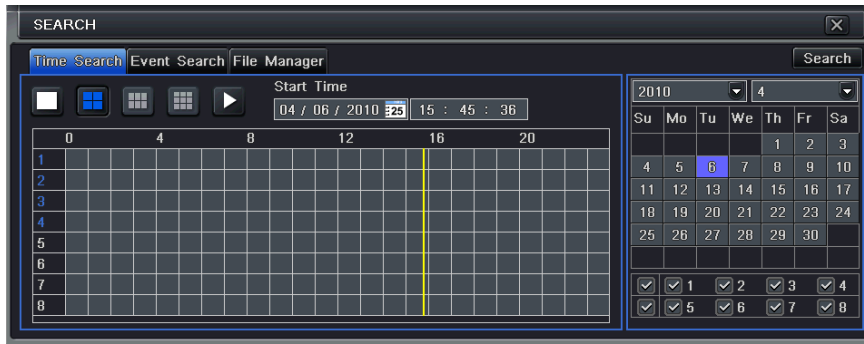 SEARCH
Time Search Event Search File Manager Search
Start Time
04 / 06 / 2010 25 15 : 45 : 36
0 4 8 12 16 20
1
2
3
4
5
6
7
8
2010 4
Su Mo Tu We Th Fr Sa
1 2 3
4 5 6 7 8 9 10
11 12 13 14 15 16 17
18 19 20 21 22 23 24
25 26 27 28 29 30
1 2 3 4
5 6 7 8